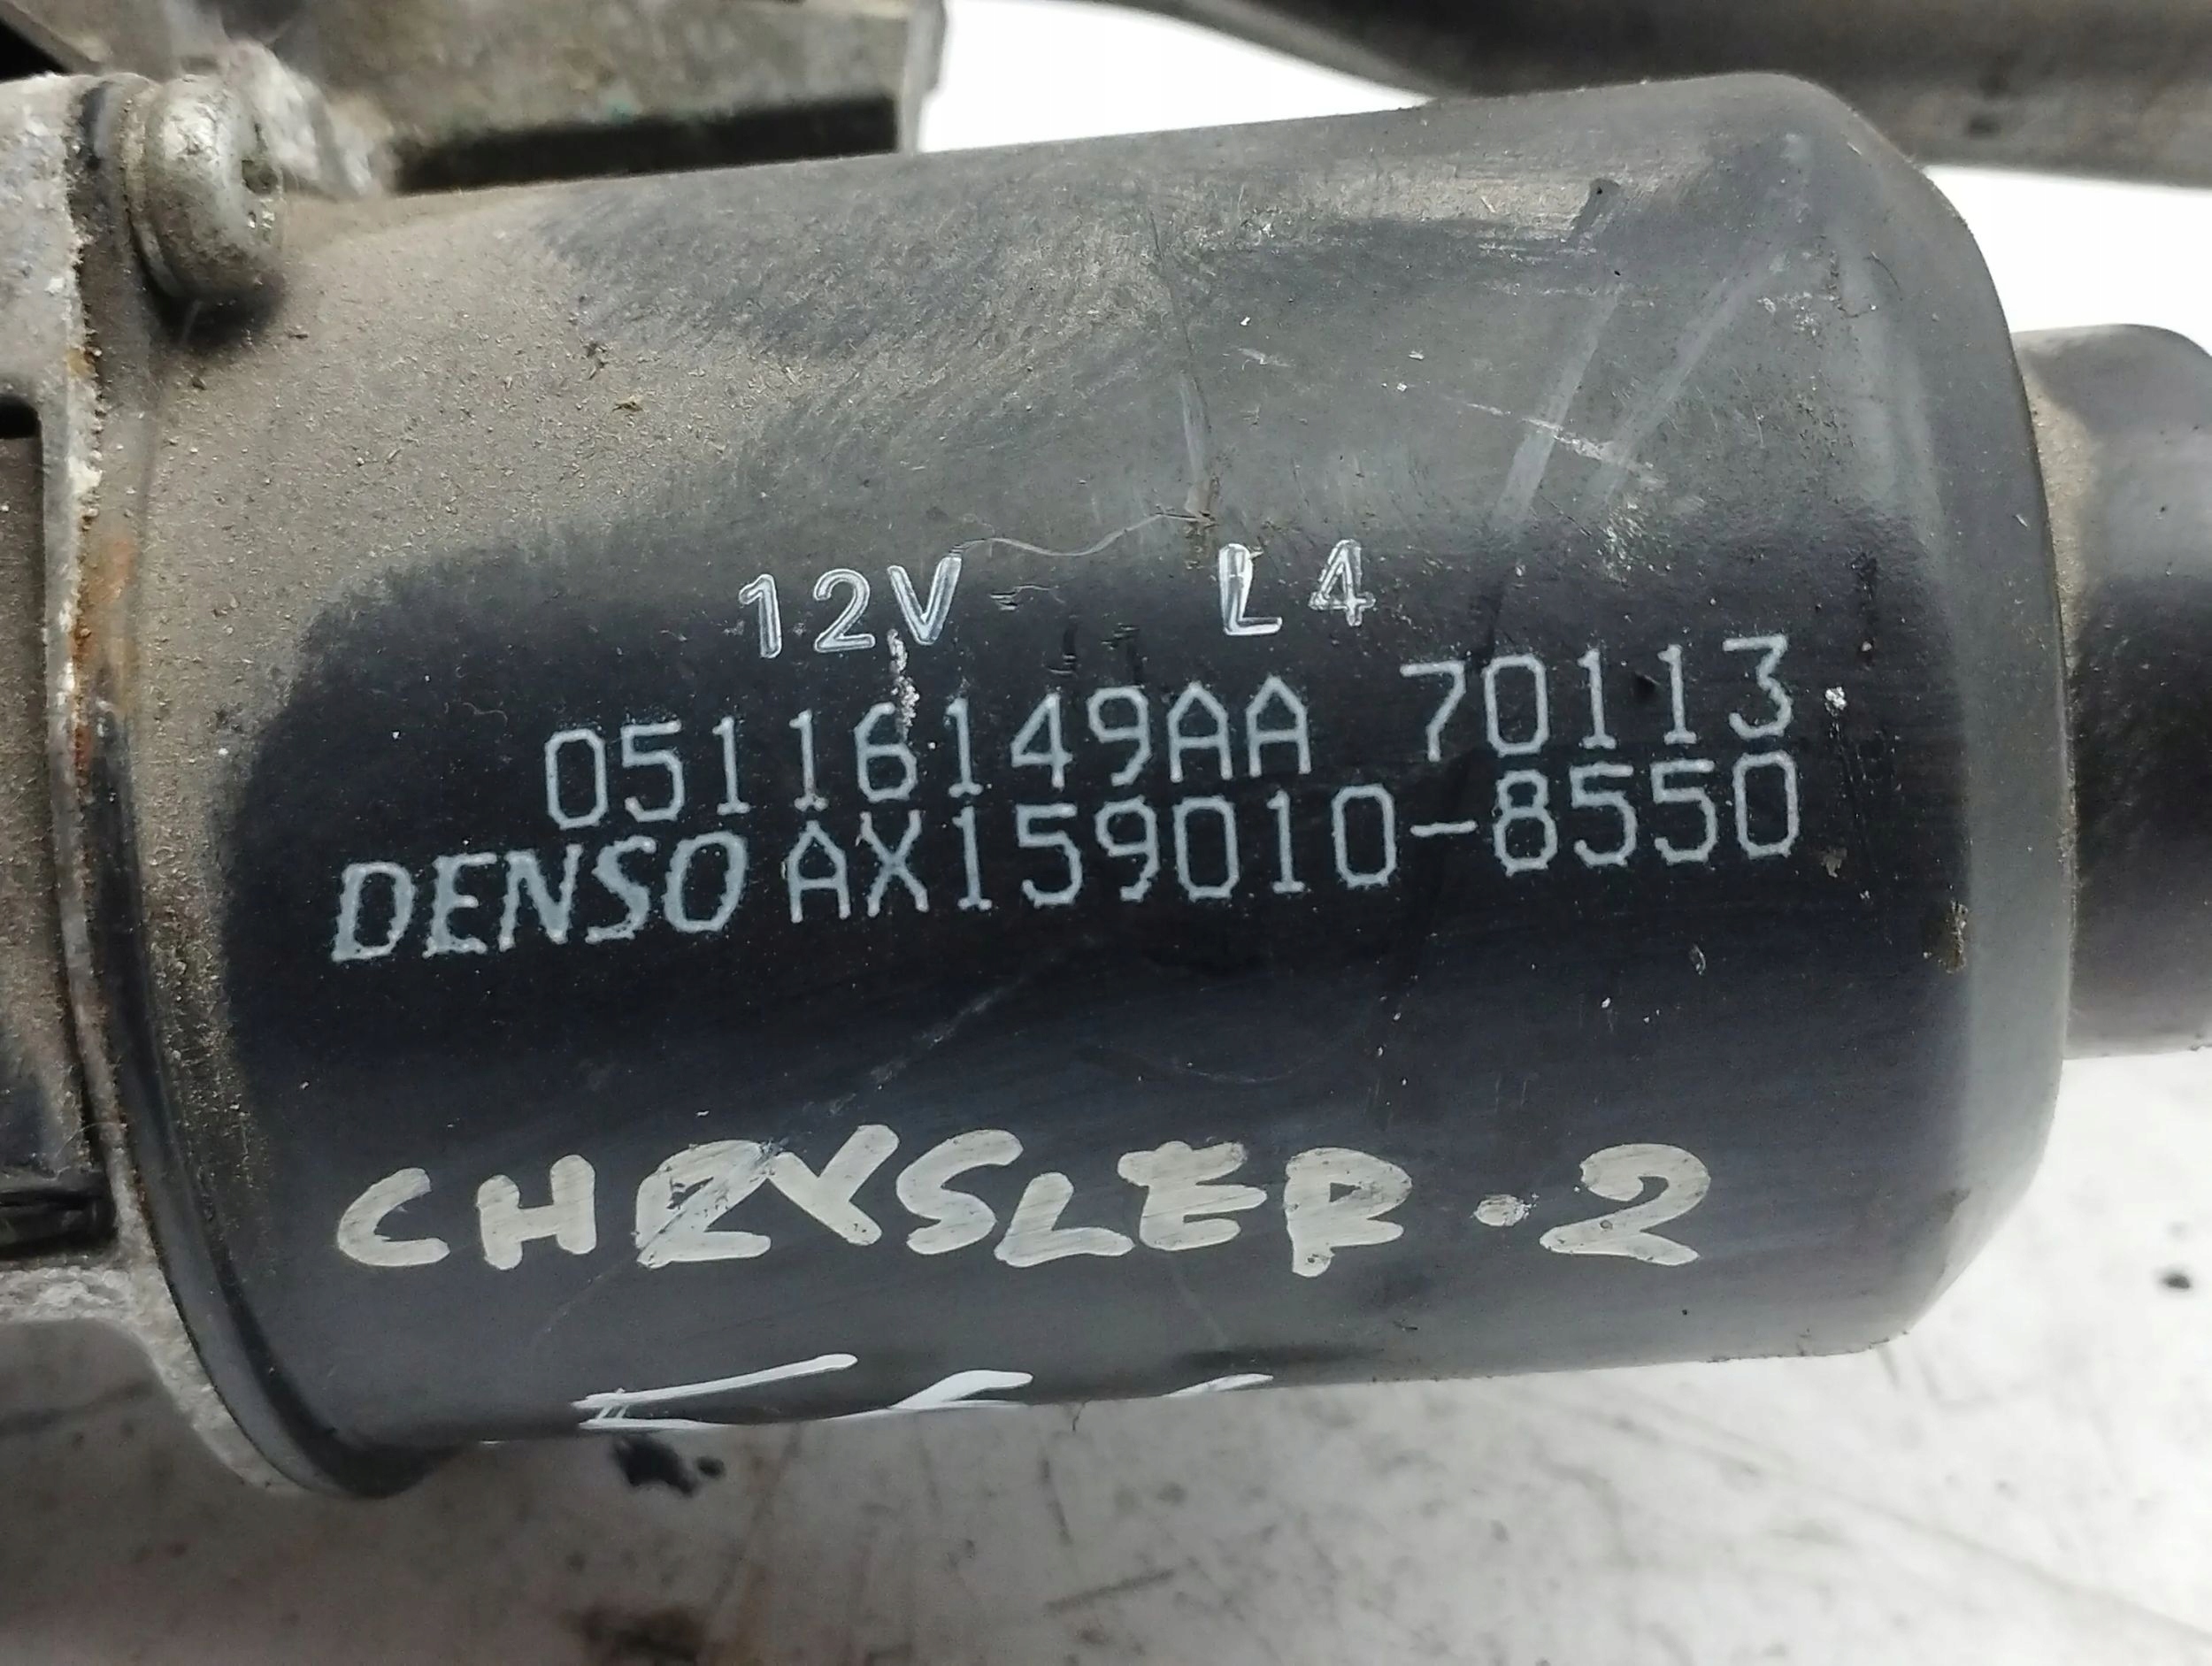 12V L4
05116149AA 70113
DENSO AX159010-8550
CHRYSLER.2